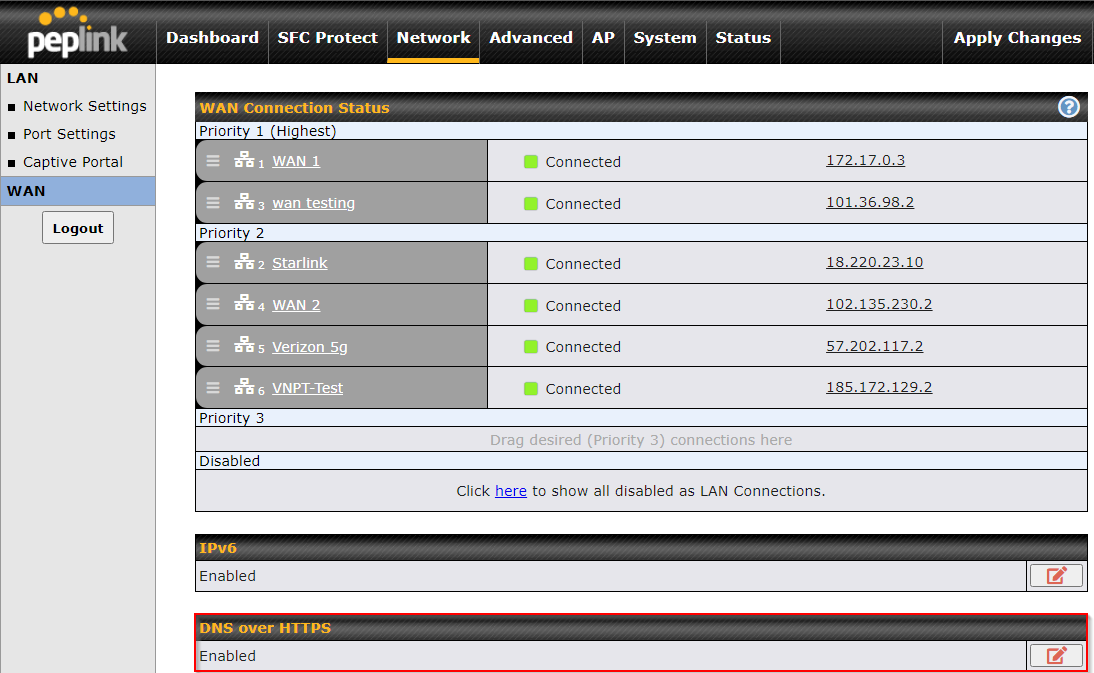 peplink
Dashboard SFC Protect Network Advanced AP System Status Apply Changes
LAN
Network Settings
Port Settings
Captive Portal
WAN
Logout
WAN Connection Status ?
Priority 1 (Highest)
1 WAN 1 Connected 172.17.0.3
3 wan testing Connected 101.36.98.2
Priority 2
2 Starlink Connected 18.220.23.10
4 WAN 2 Connected 102.135.230.2
5 Verizon 5g Connected 57.202.117.2
6 VNPT-Test Connected 185.172.129.2
Priority 3
Drag desired (Priority 3) connections here
Disabled
Click here to show all disabled as LAN Connections.
IPv6
Enabled
DNS over HTTPS
Enabled